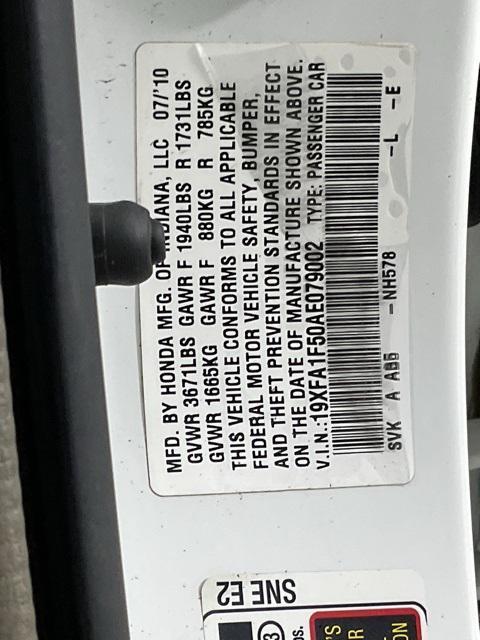 MFD. BY HONDA MFG. OF INDIANA, LLC 07/'10
GVWR 3671LBS GAWR F 1940LBS R 1731LBS
GVWR 1665KG GAWR F 880KG R 785KG
THIS VEHICLE CONFORMS TO ALL APPLICABLE
FEDERAL MOTOR VEHICLE SAFETY, BUMPER,
AND THEFT PREVENTION STANDARDS IN EFFECT
ON THE DATE OF MANUFACTURE SHOWN ABOVE.
V.I.N.:19XFA1F50AE079002 TYPE: PASSENGER CAR
SVK A AB5 - NH578 - L - E
SNE E2